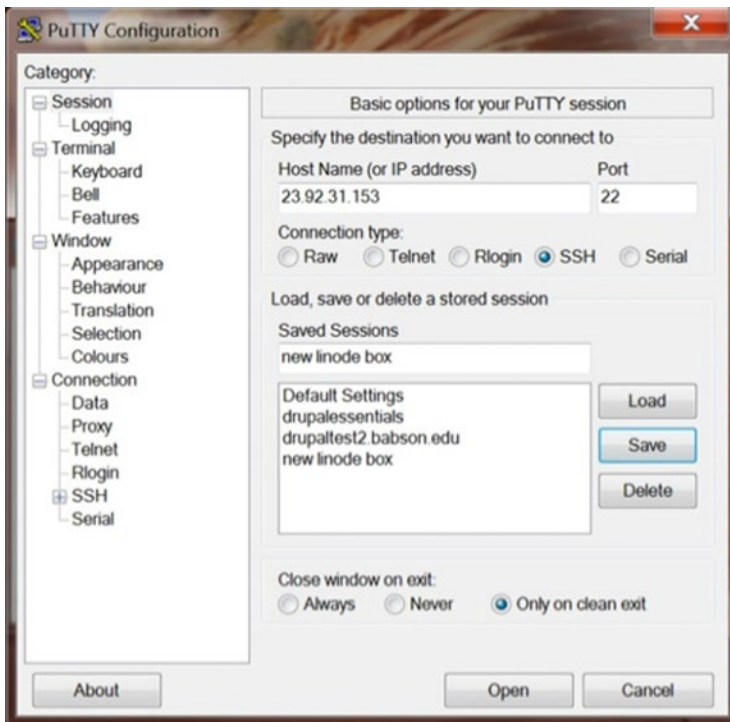 PuTTY Configuration
Category:
Session
Logging
Terminal
Keyboard
Bell
Features
Window
Appearance
Behaviour
Translation
Selection
Colours
Connection
Data
Proxy
Telnet
Rlogin
SSH
Serial
Basic options for your PuTTY session
Specify the destination you want to connect to
Host Name (or IP address) Port
23.92.31.153 22
Connection type:
Raw Telnet Rlogin SSH Serial
Load, save or delete a stored session
Saved Sessions
new linode box
Default Settings
drupalessentials
drupaltest2.babson.edu
new linode box
Load
Save
Delete
Close window on exit:
Always Never Only on clean exit
About Open Cancel